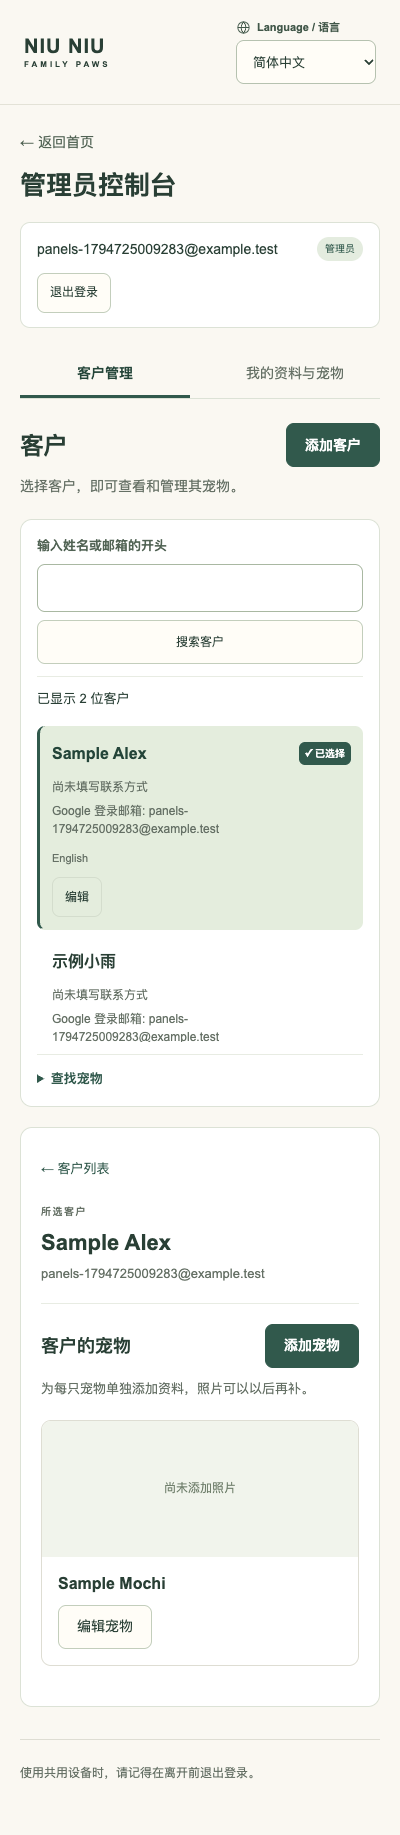 NIU NIU
FAMILY PAWS
Language / 语言
简体中文
← 返回首页
管理员控制台
panels-1794725009283@example.test
管理员
退出登录
客户管理
我的资料与宠物
客户
添加客户
选择客户，即可查看和管理其宠物。
输入姓名或邮箱的开头
搜索客户
已显示 2 位客户
Sample Alex
✓已选择
尚未填写联系方式
Google 登录邮箱: panels-
1794725009283@example.test
English
编辑
示例小雨
尚未填写联系方式
Google 登录邮箱: panels-
1794725009283@example.test
▶ 查找宠物
← 客户列表
所选客户
Sample Alex
panels-1794725009283@example.test
客户的宠物
添加宠物
为每只宠物单独添加资料，照片可以以后再补。
尚未添加照片
Sample Mochi
编辑宠物
使用共用设备时，请记得在离开前退出登录。